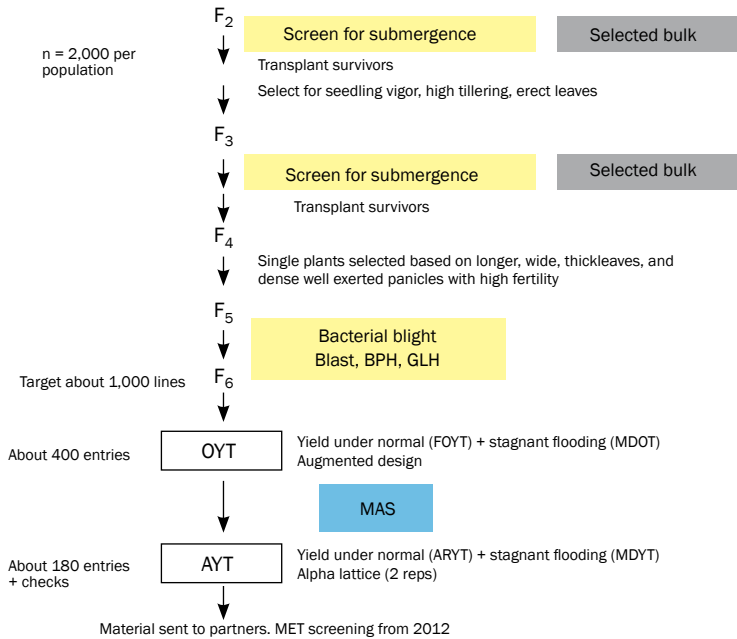 F2
Screen for submergence
Selected bulk
n = 2,000 per
population
Transplant survivors
Select for seedling vigor, high tillering, erect leaves
F3
Screen for submergence
Selected bulk
Transplant survivors
F4
Single plants selected based on longer, wide, thickleaves, and
dense well exerted panicles with high fertility
F5
Bacterial blight
Blast, BPH, GLH
Target about 1,000 lines
F6
About 400 entries
OYT
Yield under normal (FOYT) + stagnant flooding (MDOT)
Augmented design
MAS
About 180 entries
+ checks
AYT
Yield under normal (ARYT) + stagnant flooding (MDYT)
Alpha lattice (2 reps)
Material sent to partners. MET screening from 2012